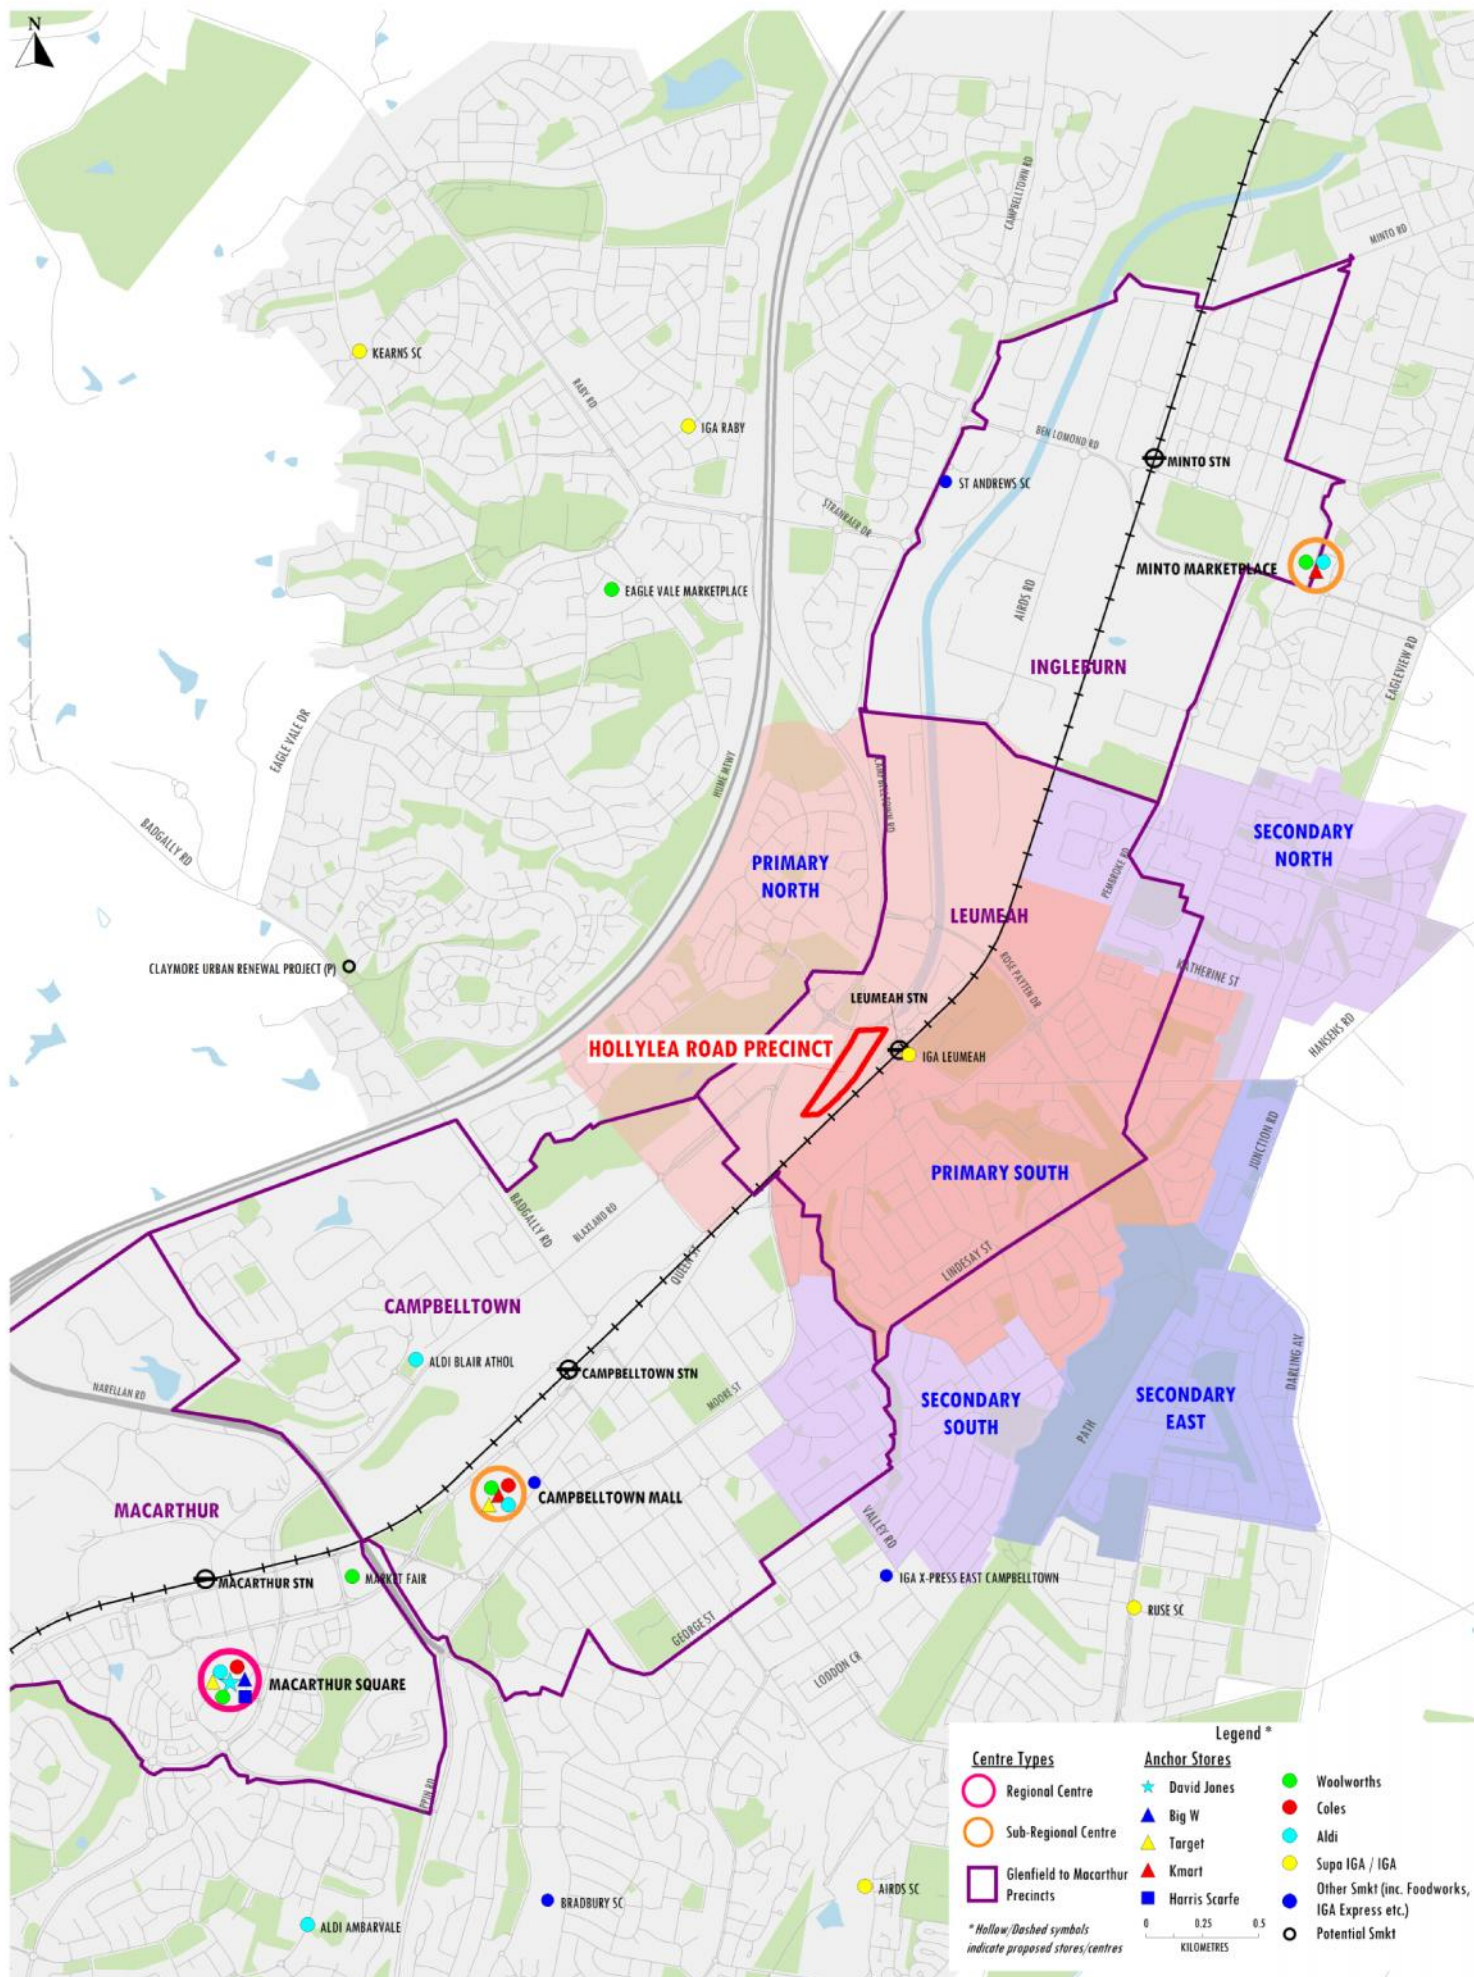 N
CAMPBELLTOWN RD
MINTO RD
KEARNS SC
RABY RD
IGA RABY
BEN LOMOND RD
MINTO STN
ST ANDREWS SC
STRANRAER DR
MINTO MARKETPLACE
EAGLE VALE MARKETPLACE
AIRDS RD
INGLEBURN
EAGLEVIEW RD
EAGLE VALE DR
HUME MTWY
CAMPBELLTOWN RD
BADGALLY RD
PRIMARY
NORTH
SECONDARY
NORTH
PEMBROKE RD
LEUMEAH
CLAYMORE URBAN RENEWAL PROJECT (P)
ROSE PAYTEN DR
KATHERINE ST
LEUMEAH STN
HANSENS RD
HOLLYLEA ROAD PRECINCT
IGA LEUMEAH
JUNCTION RD
PRIMARY SOUTH
BADGALLY RD
BLAXLAND RD
QUEEN ST
LINDESAY ST
CAMPBELLTOWN
ALDI BLAIR ATHOL
CAMPBELLTOWN STN
DARLING AV
NARELLAN RD
MOORE ST
SECONDARY
SOUTH
SECONDARY
EAST
PATH
CAMPBELLTOWN MALL
MACARTHUR
VALLEY RD
MACARTHUR STN
MARKET FAIR
IGA X-PRESS EAST CAMPBELLTOWN
RUSE SC
GEORGE ST
LODDON CR
MACARTHUR SQUARE
PPIN RD
AIRDS SC
BRADBURY SC
ALDI AMBARVALE
Legend *
Centre Types
Regional Centre
Sub-Regional Centre
Glenfield to Macarthur
Precincts
* Hollow/Dashed symbols
indicate proposed stores/centres
Anchor Stores
David Jones
Big W
Target
Kmart
Harris Scarfe
0 0.25 0.5
KILOMETRES
Woolworths
Coles
Aldi
Supa IGA / IGA
Other Smkt (inc. Foodworks,
IGA Express etc.)
Potential Smkt